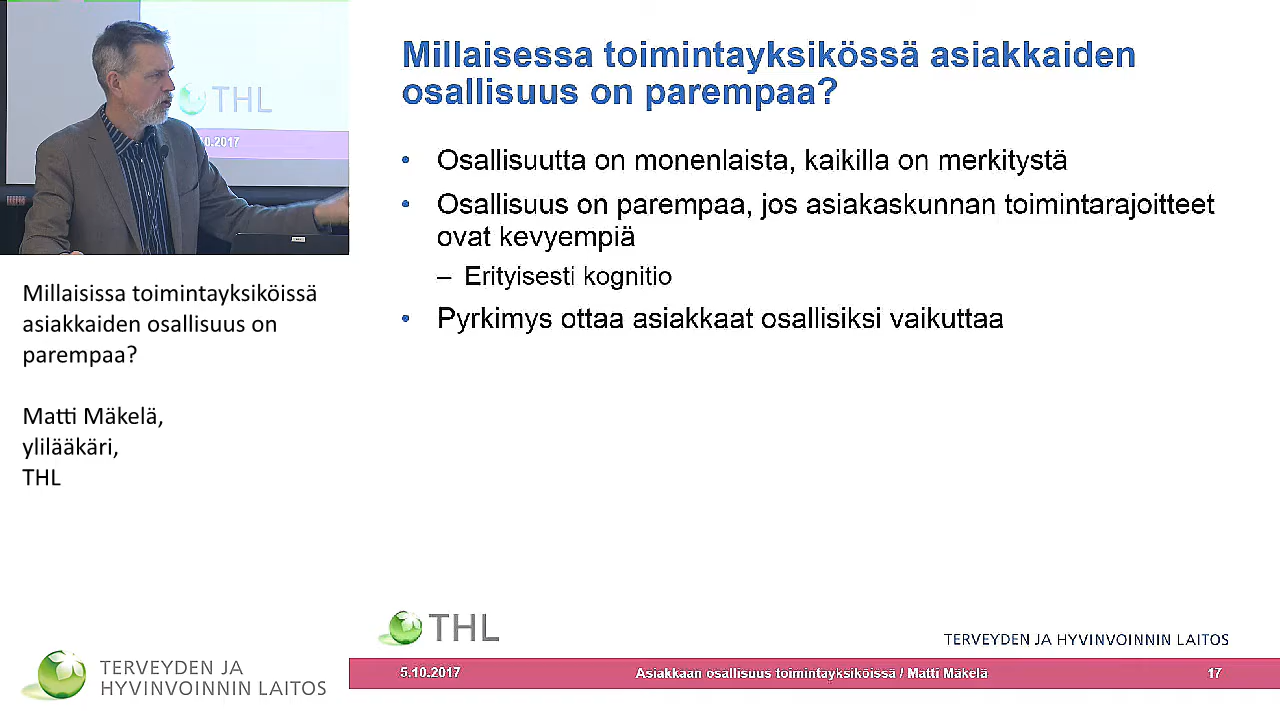 THL
.2017
Millaisissa toimintayksiköissä
asiakkaiden osallisuus on
parempaa?
Matti Mäkelä,
ylilääkäri,
THL
TERVEYDEN JA
HYVINVOINNIN LAITOS
Millaisessa toimintayksikössä asiakkaiden
osallisuus on parempaa?
• Osallisuutta on monenlaista, kaikilla on merkitystä
• Osallisuus on parempaa, jos asiakaskunnan toimintarajoitteet
ovat kevyempiä
– Erityisesti kognitio
• Pyrkimys ottaa asiakkaat osallisiksi vaikuttaa
THL
TERVEYDEN JA HYVINVOINNIN LAITOS
5.10.2017 Asiakkaan osallisuus toimintayksiköissä / Matti Mäkelä 17